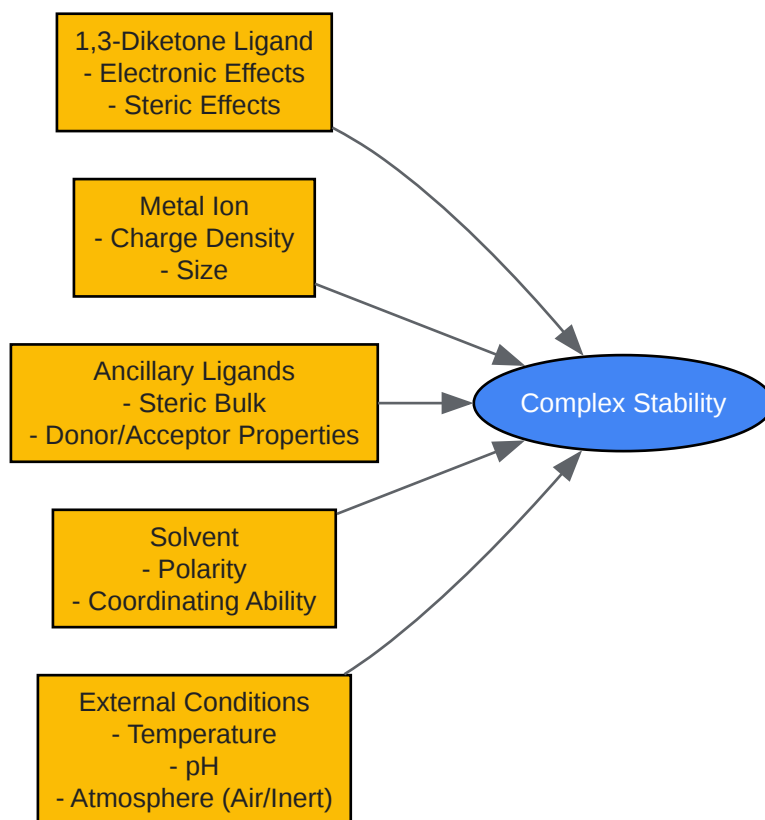 1,3-Diketone Ligand
- Electronic Effects
- Steric Effects
Metal Ion
- Charge Density
- Size
Ancillary Ligands
- Steric Bulk
- Donor/Acceptor Properties
Complex Stability
Solvent
- Polarity
- Coordinating Ability
External Conditions
- Temperature
- pH
- Atmosphere (Air/Inert)